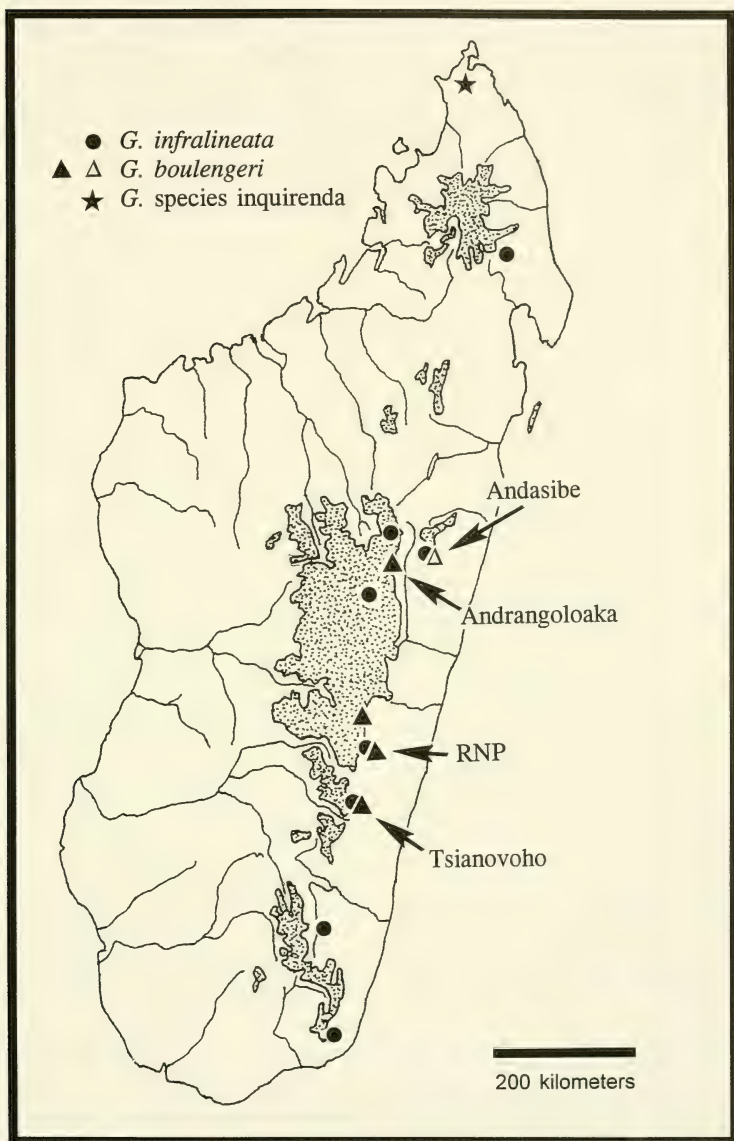 G. infralineata
G. boulengeri
G. species inquirenda
Andasibe
Andrangoloaka
RNP
Tsianovoho
200 kilometers